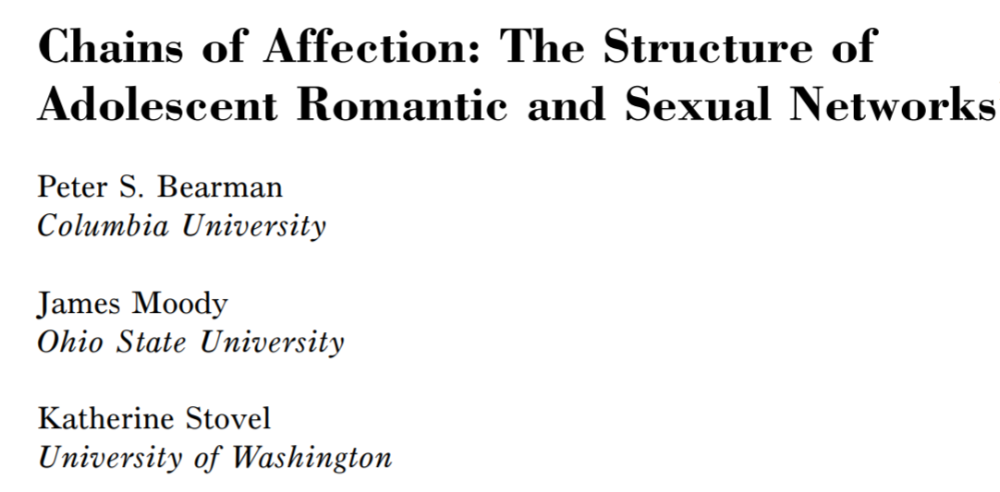 Chains of Affection: The Structure of
Adolescent Romantic and Sexual Networks
Peter S. Bearman
Columbia University
James Moody
Ohio State University
Katherine Stovel
University of Washington